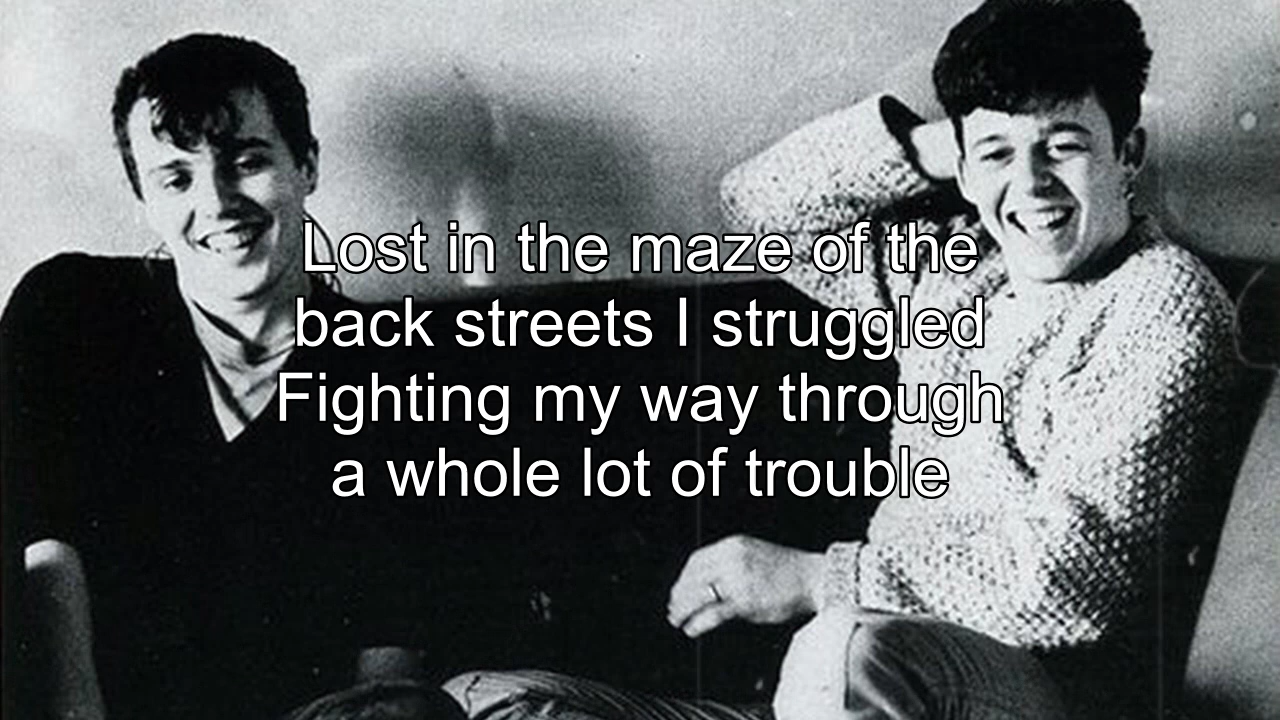 Lost in the maze of the
back streets I struggled
Fighting my way through
a whole lot of trouble